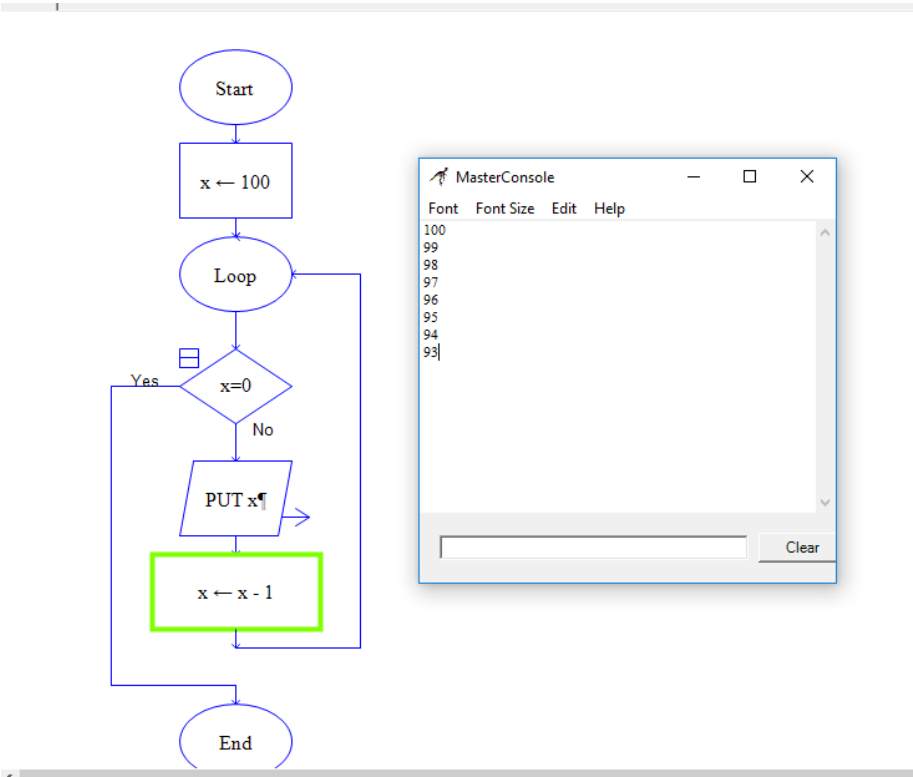 Start
x ← 100
Loop
Yes
x=0
No
PUT x¶
x ← x - 1
End
MasterConsole
Font Font Size Edit Help
100
99
98
97
96
95
94
93
Clear